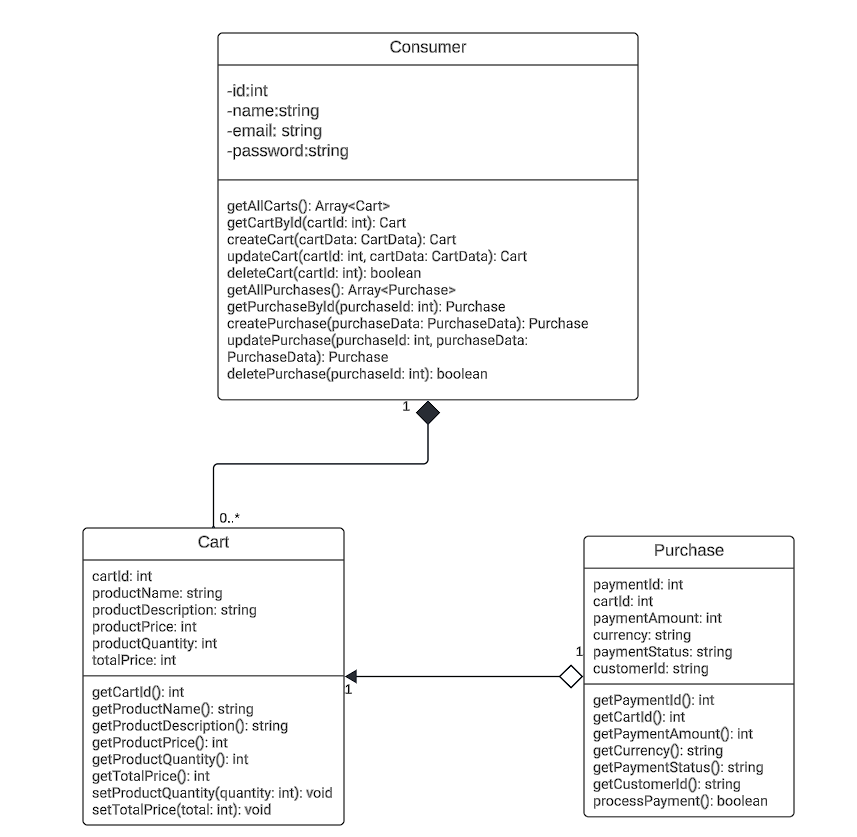 Consumer
-id:int
-name:string
-email: string
-password:string
getAllCarts(): Array<Cart>
getCartById(cartId: int): Cart
createCart(cartData: CartData): Cart
updateCart(cartId: int, cartData: CartData): Cart
deleteCart(cartId: int): boolean
getAllPurchases(): Array<Purchase>
getPurchaseById(purchaseId: int): Purchase
createPurchase(purchaseData: PurchaseData): Purchase
updatePurchase(purchaseId: int, purchaseData:
PurchaseData): Purchase
deletePurchase(purchaseId: int): boolean
1
0..*
Cart
cartId: int
productName: string
productDescription: string
productPrice: int
productQuantity: int
totalPrice: int
getCartId(): int
getProductName(): string
getProductDescription(): string
getProductPrice(): int
getProductQuantity(): int
getTotalPrice(): int
setProductQuantity(quantity: int): void
setTotalPrice(total: int): void
1
1
Purchase
paymentId: int
cartId: int
paymentAmount: int
currency: string
paymentStatus: string
customerId: string
getPaymentId(): int
getCartId(): int
getPaymentAmount(): int
getCurrency(): string
getPaymentStatus(): string
getCustomerId(): string
processPayment(): boolean